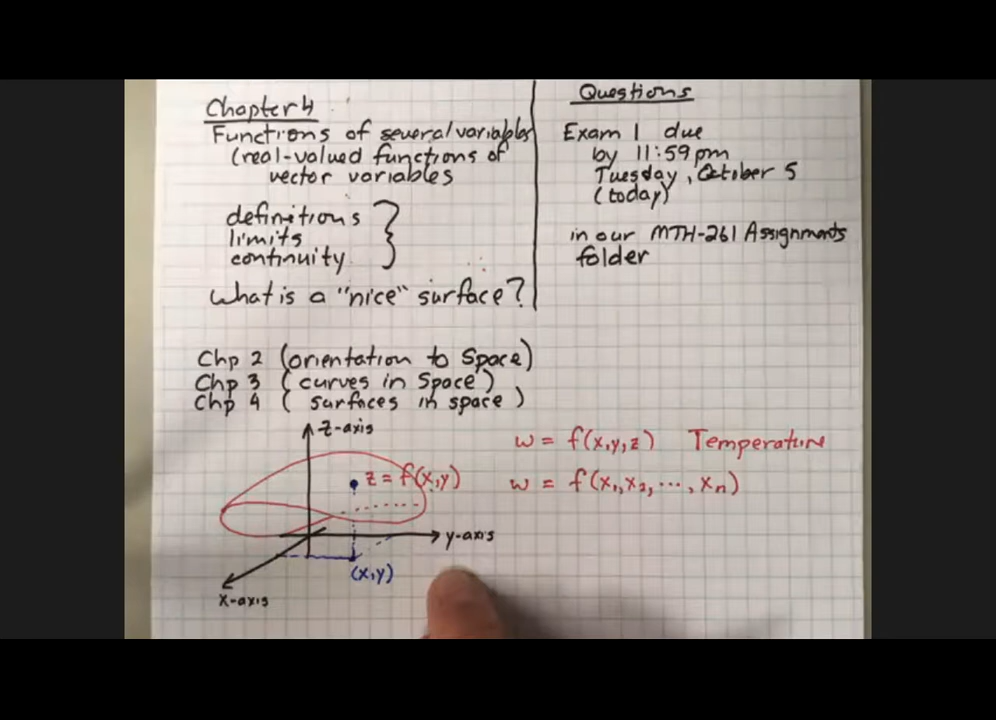 Chapter 4
Functions of several variables
(real-valued functions of
vector variables
definitions
limits
continuity
What is a "nice" surface?
Questions
Exam 1 due
by 11:59pm
Tuesday, October 5
(today)
in our MTH-261 Assignments
folder
Chp 2 (orientation to Space)
Chp 3 (curves in Space)
Chp 4 (surfaces in space)
z-axis
z = f(x,y)
y-axis
(x,y)
x-axis
w = f(x,y,z) Temperature
w = f(x₁,x₂,⋯,xₙ)